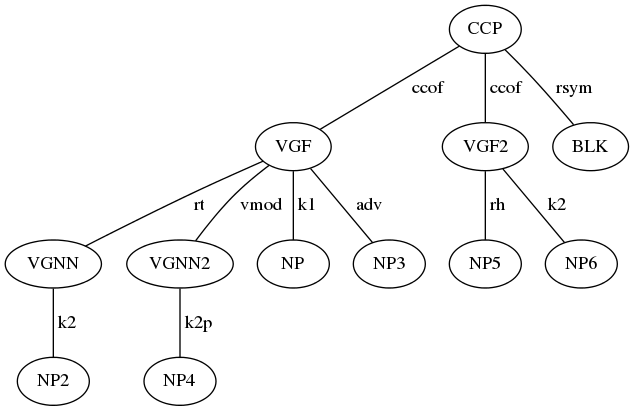 CCP
ccof ccof rsym
VGF VGF2 BLK
rt vmod k1 adv rh k2
VGNN VGNN2 NP NP3 NP5 NP6
k2 k2p
NP2 NP4